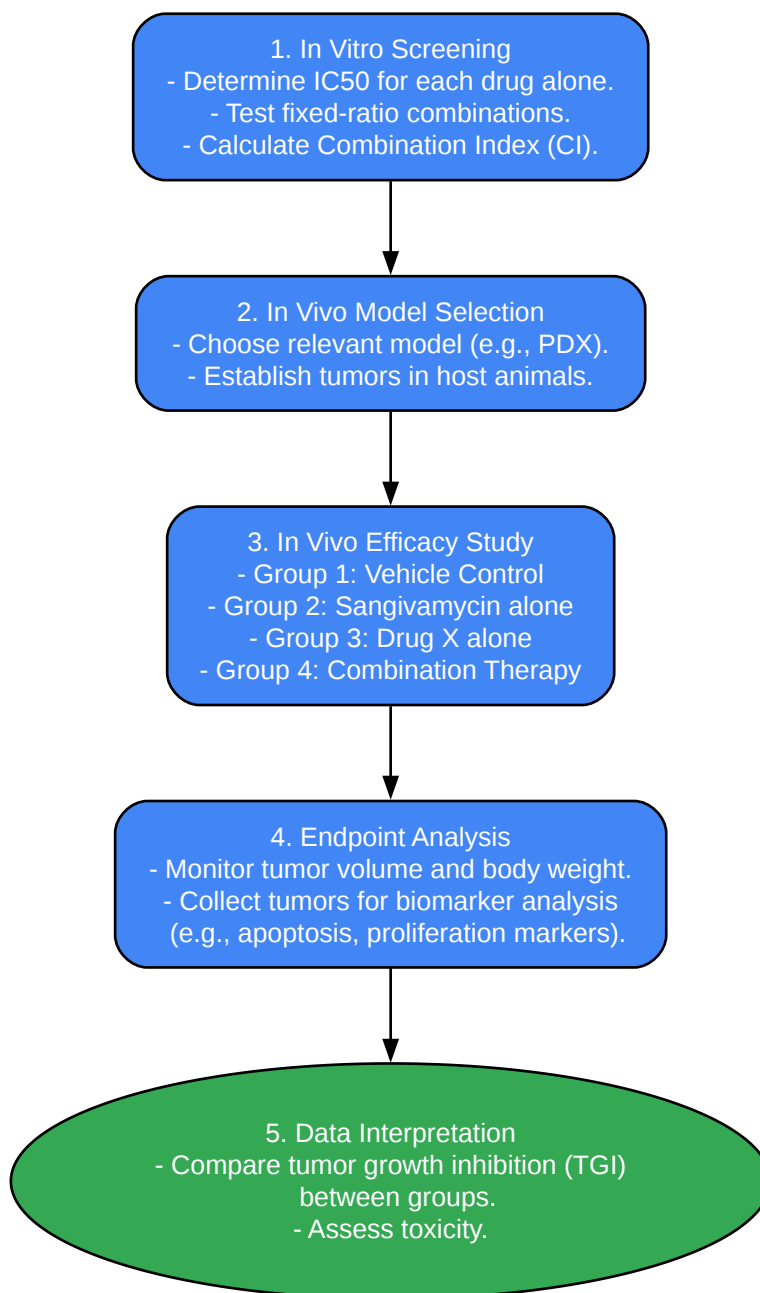 1. In Vitro Screening
- Determine IC50 for each drug alone.
- Test fixed-ratio combinations.
- Calculate Combination Index (CI).
2. In Vivo Model Selection
- Choose relevant model (e.g., PDX).
- Establish tumors in host animals.
3. In Vivo Efficacy Study
- Group 1: Vehicle Control
- Group 2: Sangivamycin alone
- Group 3: Drug X alone
- Group 4: Combination Therapy
4. Endpoint Analysis
- Monitor tumor volume and body weight.
- Collect tumors for biomarker analysis
(e.g., apoptosis, proliferation markers).
5. Data Interpretation
- Compare tumor growth inhibition (TGI)
between groups.
- Assess toxicity.